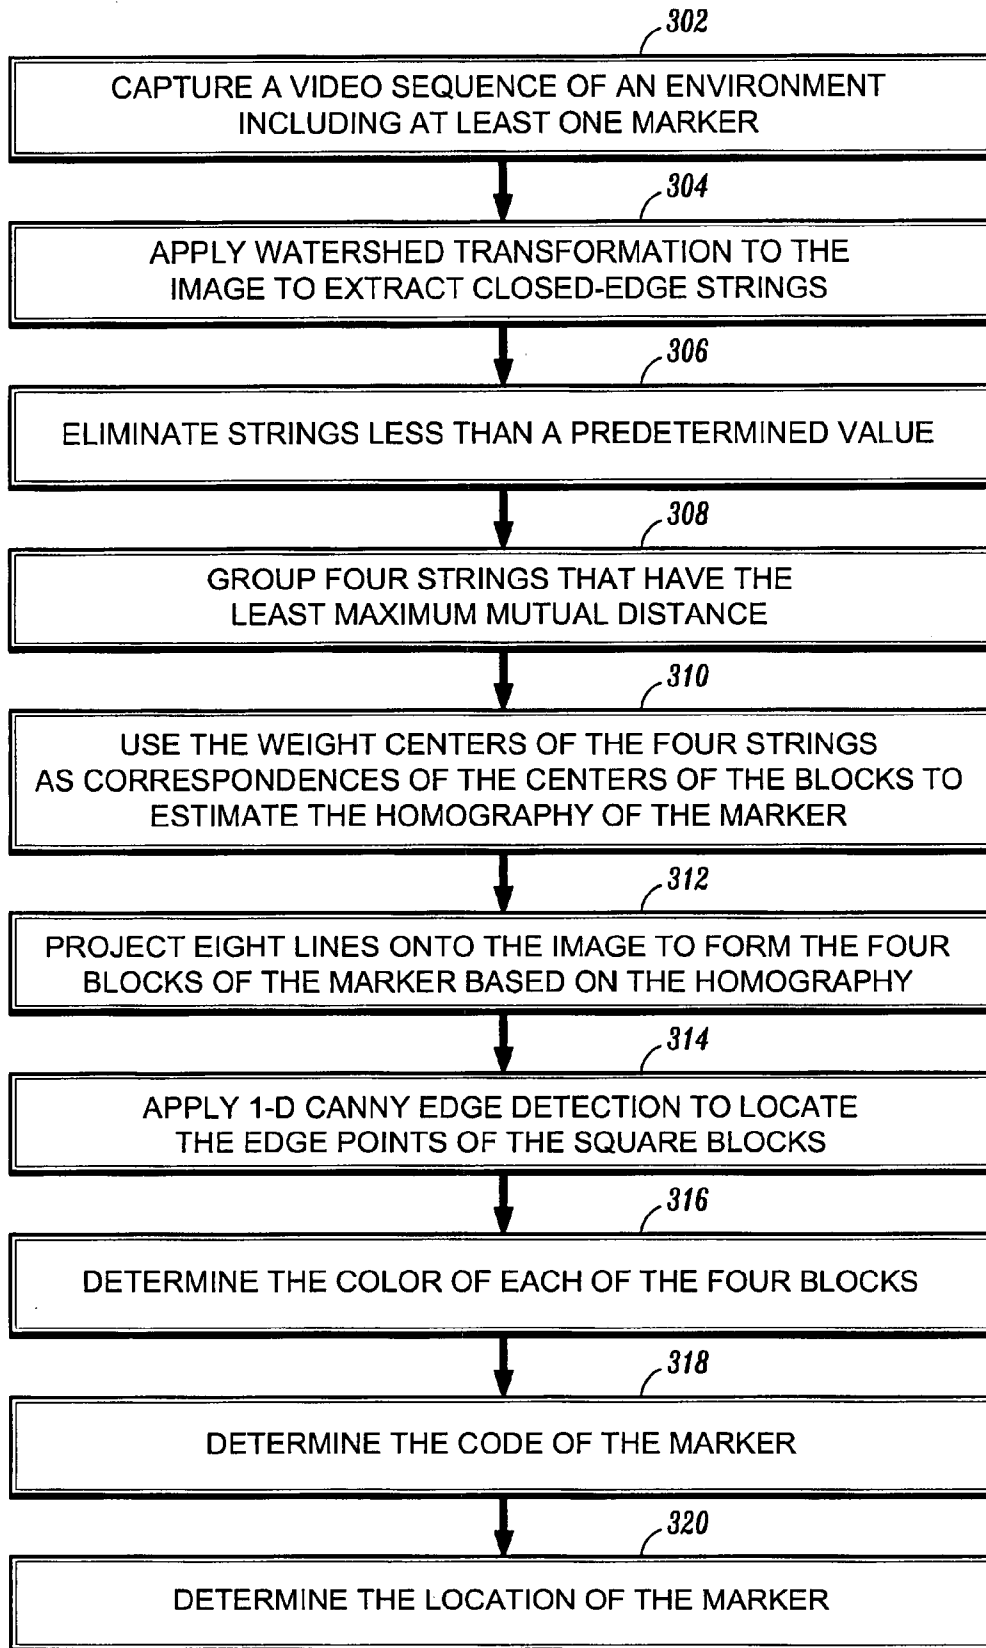 302
CAPTURE A VIDEO SEQUENCE OF AN ENVIRONMENT
INCLUDING AT LEAST ONE MARKER
304
APPLY WATERSHED TRANSFORMATION TO THE
IMAGE TO EXTRACT CLOSED-EDGE STRINGS
306
ELIMINATE STRINGS LESS THAN A PREDETERMINED VALUE
308
GROUP FOUR STRINGS THAT HAVE THE
LEAST MAXIMUM MUTUAL DISTANCE
310
USE THE WEIGHT CENTERS OF THE FOUR STRINGS
AS CORRESPONDENCES OF THE CENTERS OF THE BLOCKS TO
ESTIMATE THE HOMOGRAPHY OF THE MARKER
312
PROJECT EIGHT LINES ONTO THE IMAGE TO FORM THE FOUR
BLOCKS OF THE MARKER BASED ON THE HOMOGRAPHY
314
APPLY 1-D CANNY EDGE DETECTION TO LOCATE
THE EDGE POINTS OF THE SQUARE BLOCKS
316
DETERMINE THE COLOR OF EACH OF THE FOUR BLOCKS
318
DETERMINE THE CODE OF THE MARKER
320
DETERMINE THE LOCATION OF THE MARKER